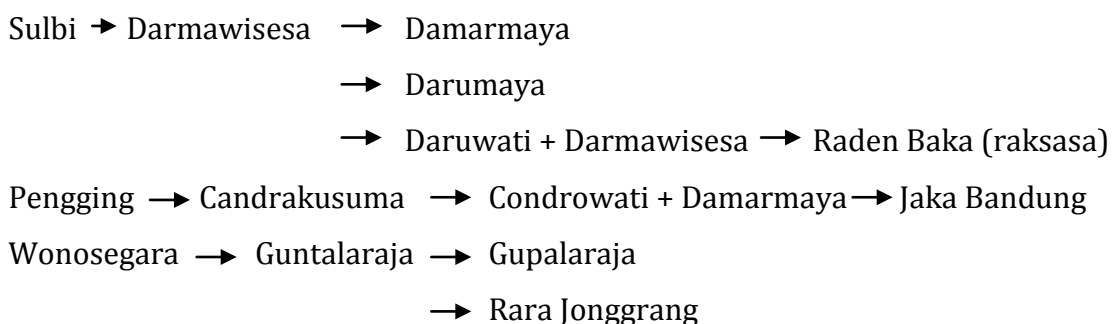 Sulbi → Darmawisesa → Damarmaya
→ Darumaya
→ Daruwati + Darmawisesa → Raden Baka (raksasa)
Pengging → Candrakusuma → Condrowati + Damarmaya → Jaka Bandung
Wonosegara → Guntalaraja → Gupalaraja
→ Rara Jonggrang